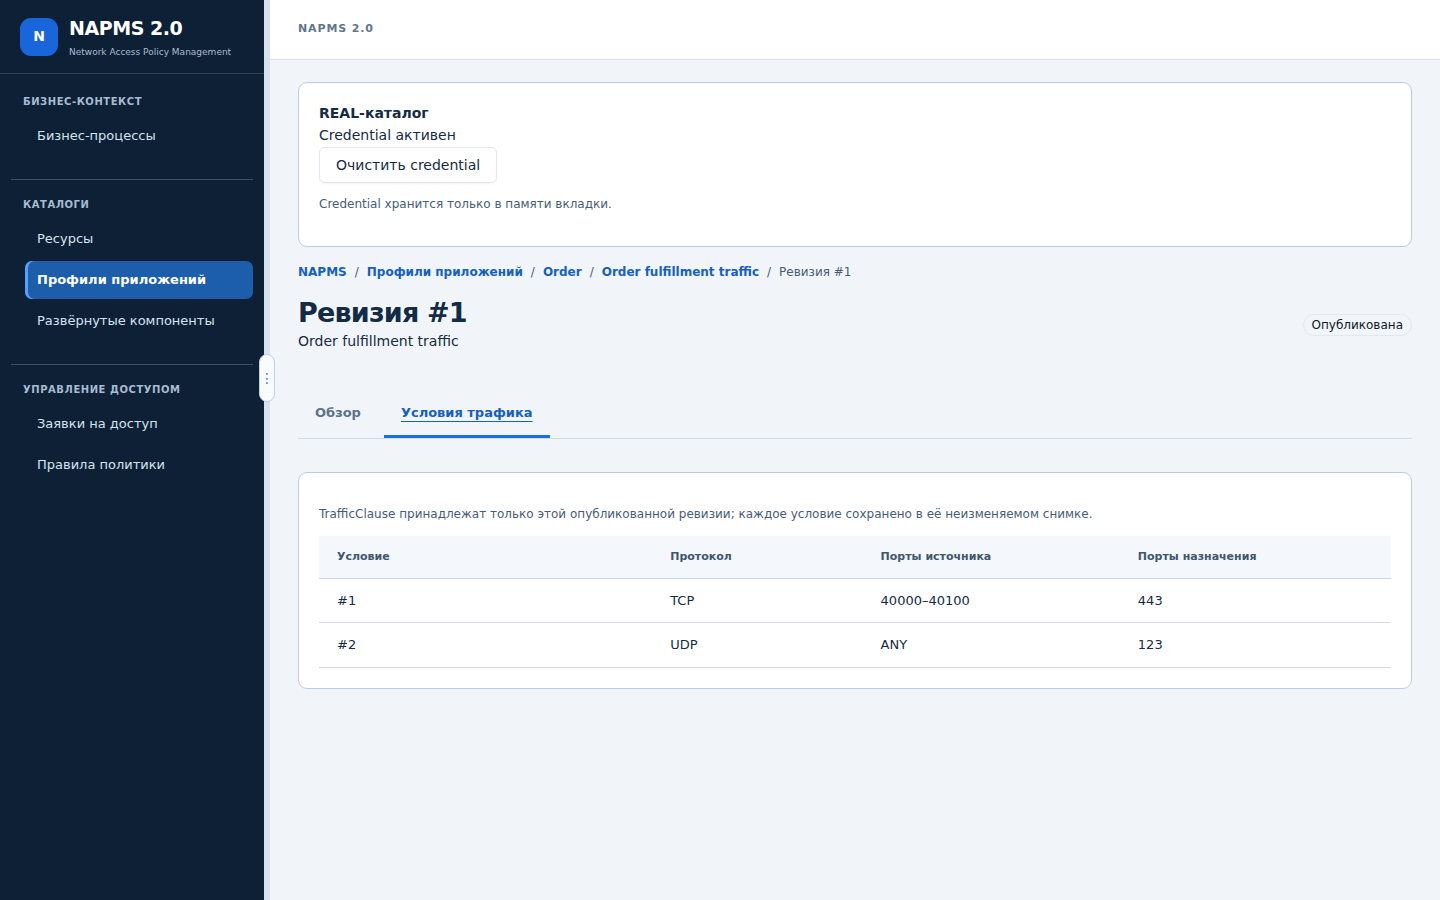 N
NAPMS 2.0
Network Access Policy Management
БИЗНЕС-КОНТЕКСТ
Бизнес-процессы
КАТАЛОГИ
Ресурсы
Профили приложений
Развёрнутые компоненты
УПРАВЛЕНИЕ ДОСТУПОМ
Заявки на доступ
Правила политики
NAPMS 2.0
REAL-каталог
Credential активен
Очистить credential
Credential хранится только в памяти вкладки.
NAPMS / Профили приложений / Order / Order fulfillment traffic / Ревизия #1
Ревизия #1
Order fulfillment traffic
Опубликована
Обзор Условия трафика
TrafficClause принадлежат только этой опубликованной ревизии; каждое условие сохранено в её неизменяемом снимке.
Условие Протокол Порты источника Порты назначения
#1 TCP 40000–40100 443
#2 UDP ANY 123